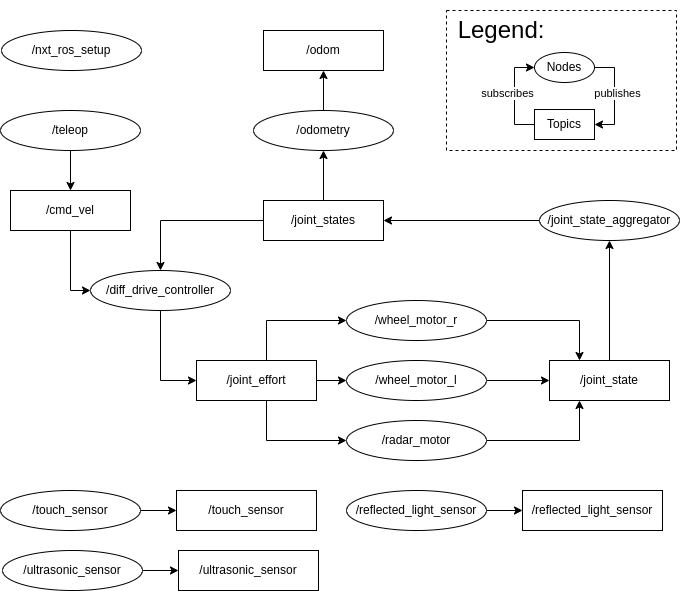 /nxt_ros_setup
/odom
Legend:
Nodes
subscribes
publishes
Topics
/teleop
/odometry
/cmd_vel
/joint_states
/joint_state_aggregator
/diff_drive_controller
/wheel_motor_r
/joint_effort
/wheel_motor_l
/joint_state
/radar_motor
/touch_sensor
/touch_sensor
/reflected_light_sensor
/reflected_light_sensor
/ultrasonic_sensor
/ultrasonic_sensor